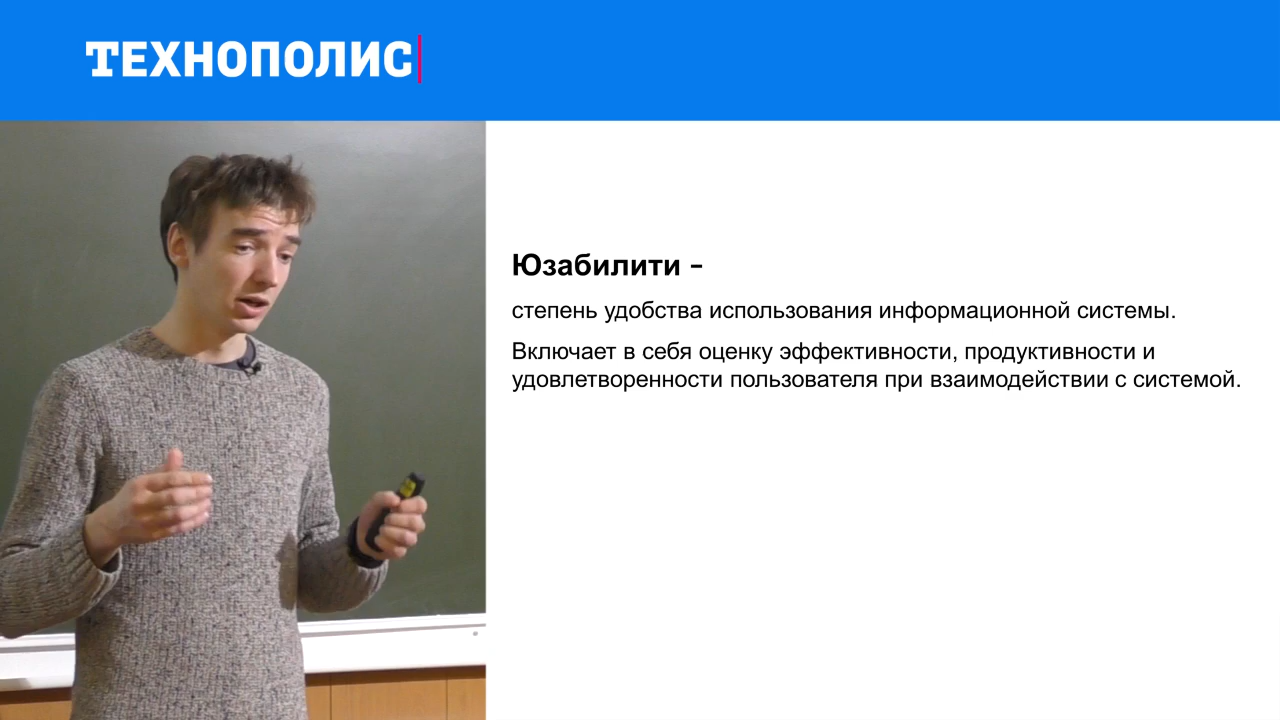 ТЕХНОПОЛИС
Юзабилити –
степень удобства использования информационной системы.
Включает в себя оценку эффективности, продуктивности и
удовлетворенности пользователя при взаимодействии с системой.